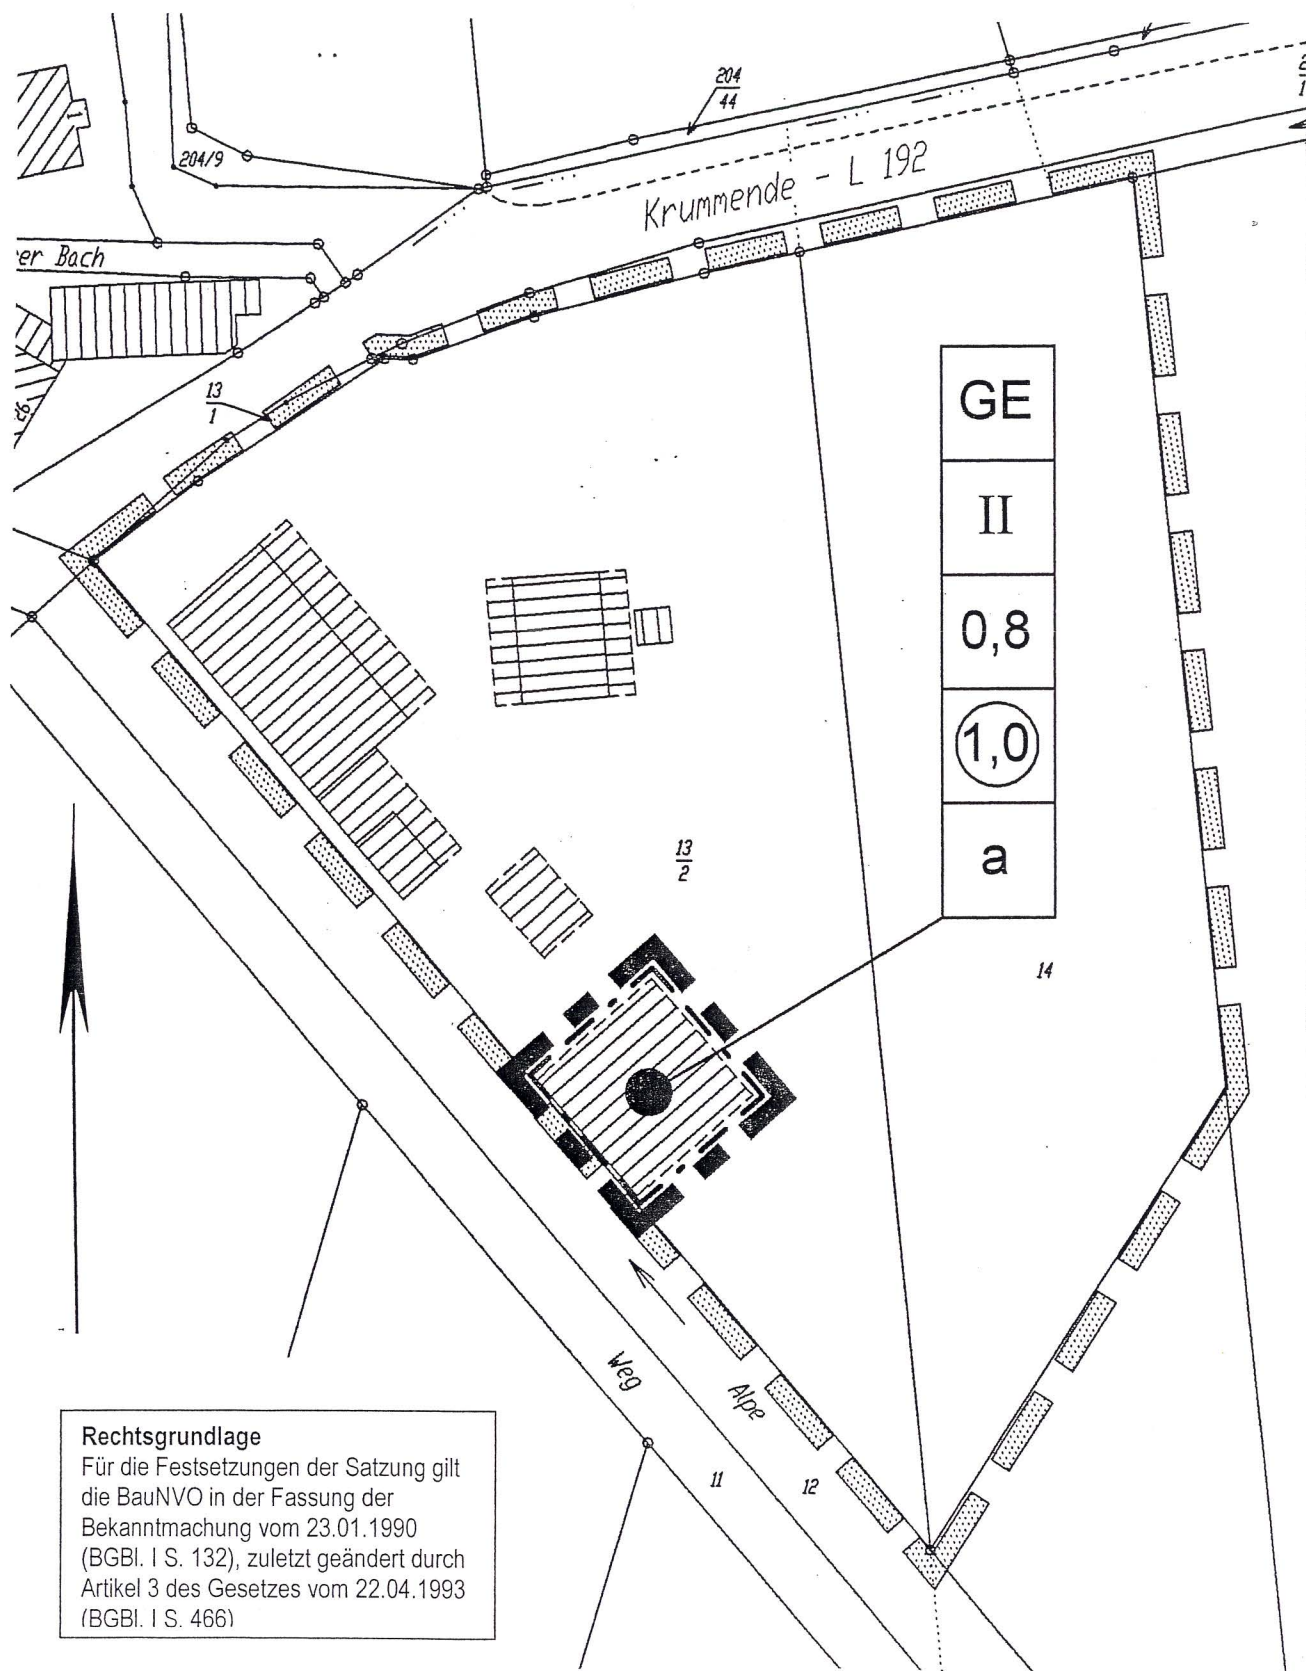 204
44
204/9
1
Krummende - L 192
er Bach
13
1
GE
II
0,8
1,0
a
13
2
14
Weg
Alpe
11
12
Rechtsgrundlage
Für die Festsetzungen der Satzung gilt
die BauNVO in der Fassung der
Bekanntmachung vom 23.01.1990
(BGBl. I S. 132), zuletzt geändert durch
Artikel 3 des Gesetzes vom 22.04.1993
(BGBl. I S. 466)